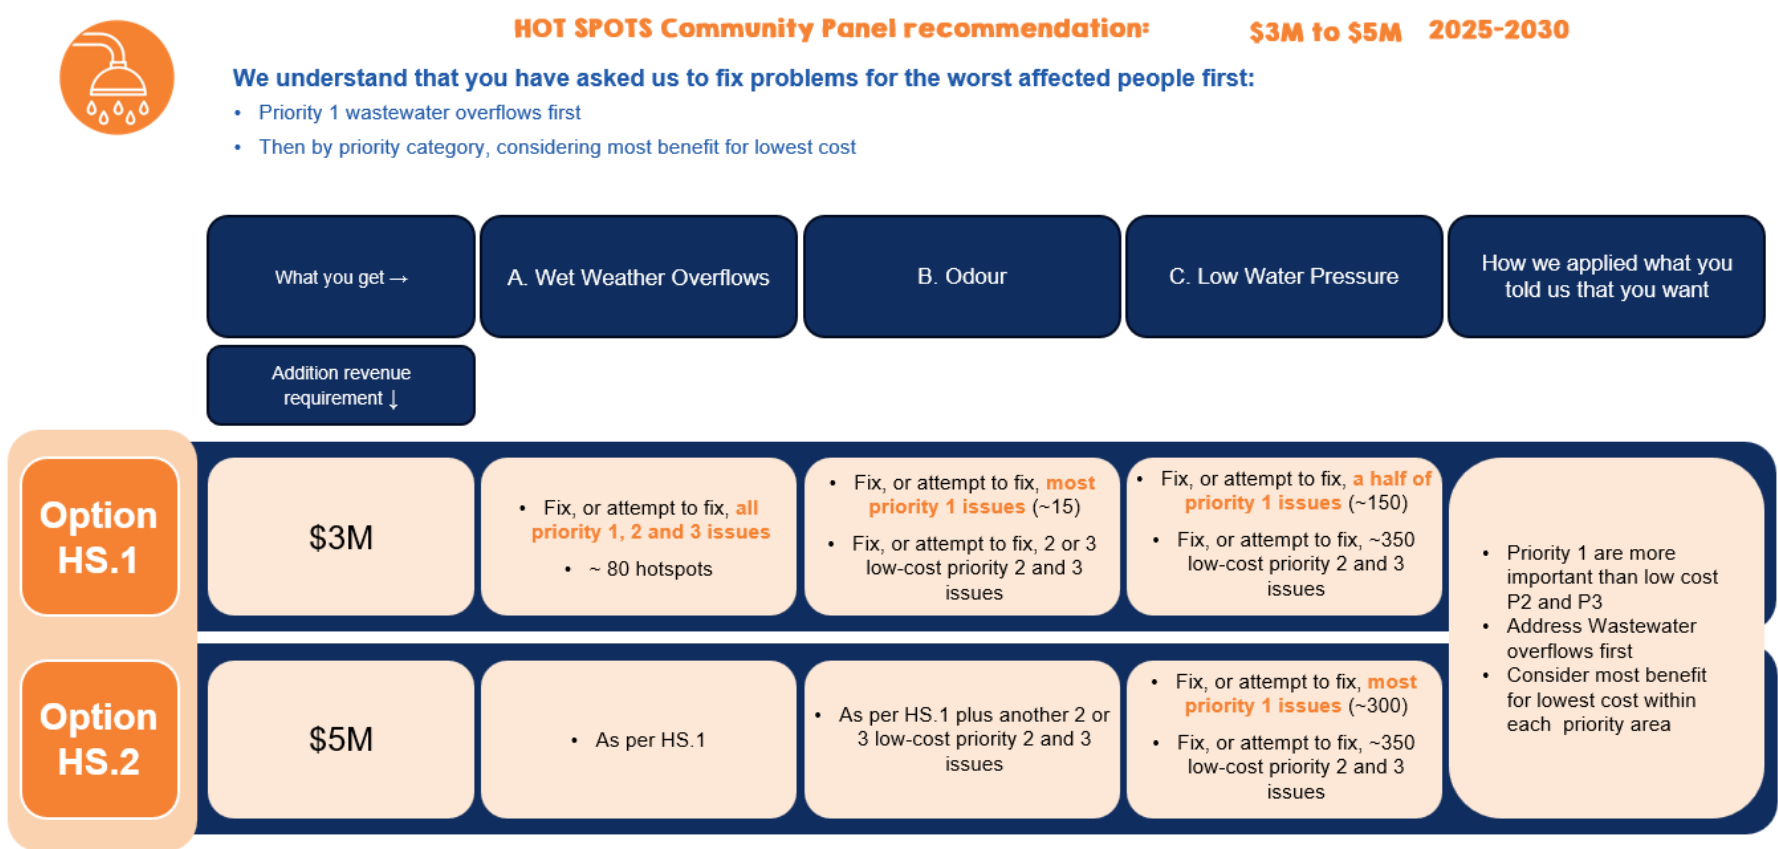 HOT SPOTS Community Panel recommendation: $3M to $5M 2025-2030
We understand that you have asked us to fix problems for the worst affected people first:
• Priority 1 wastewater overflows first
• Then by priority category, considering most benefit for lowest cost
What you get →
A. Wet Weather Overflows
B. Odour
C. Low Water Pressure
How we applied what you
told us that you want
Addition revenue
requirement ↓
Option
HS.1
$3M
• Fix, or attempt to fix, all
priority 1, 2 and 3 issues
• ~ 80 hotspots
• Fix, or attempt to fix, most
priority 1 issues (~15)
• Fix, or attempt to fix, 2 or 3
low-cost priority 2 and 3
issues
• Fix, or attempt to fix, a half of
priority 1 issues (~150)
• Fix, or attempt to fix, ~350
low-cost priority 2 and 3
issues
• Priority 1 are more
important than low cost
P2 and P3
• Address Wastewater
overflows first
• Consider most benefit
for lowest cost within
each priority area
Option
HS.2
$5M
• As per HS.1
• As per HS.1 plus another 2 or
3 low-cost priority 2 and 3
issues
• Fix, or attempt to fix, most
priority 1 issues (~300)
• Fix, or attempt to fix, ~350
low-cost priority 2 and 3
issues